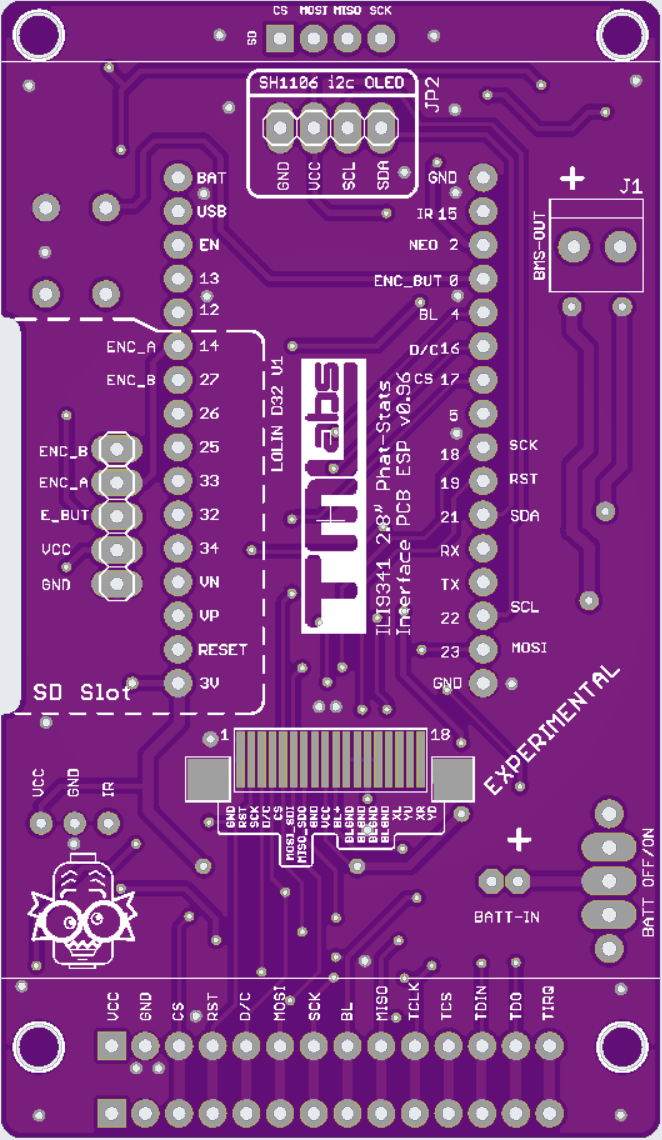 CS MOSI MISO SCK
SD
SH1106 i2c OLED
JP2
GND VCC SCL SDA
BAT
USB
EN
13
12
ENC_A 14
ENC_B 27
26
25
33
32
34
VN
VP
RESET
3V
GND
IR 15
NEO 2
ENC_BUT 0
BL 4
D/C16
CS 17
5
18 SCK
19 RST
21 SDA
RX
TX
22 SCL
23 MOSI
GND
+
J1
BMS-OUT
ENC_B
ENC_A
E_BUT
VCC
GND
SD Slot
LOLIN D32 V1
TMLabs
ILI9341 2.8" Phat-Stats
Interface PCB ESP v0.96
EXPERIMENTAL
1 18
GND
RST
SCK
D/C
CS
MOSI_SDI
MISO_SDO
GND
VCC
BL+
BLGND
BLGND
BLGND
BLGND
XL
YU
XR
YD
VCC GND IR
+
BATT-IN
BATT OFF/ON
VCC GND CS RST D/C MOSI SCK BL MISO TCLK TCS TDIN TDO TIRQ